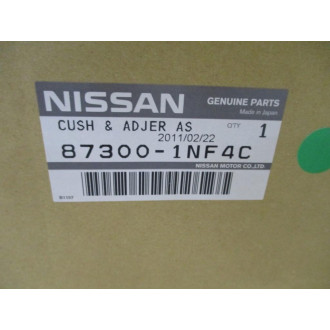 NISSAN
GENUINE PARTS
Made in Japan
CUSH & ADJER AS
QTY 1
2011/02/22
87300-1NF4C
NISSAN MOTOR CO.,LTD.